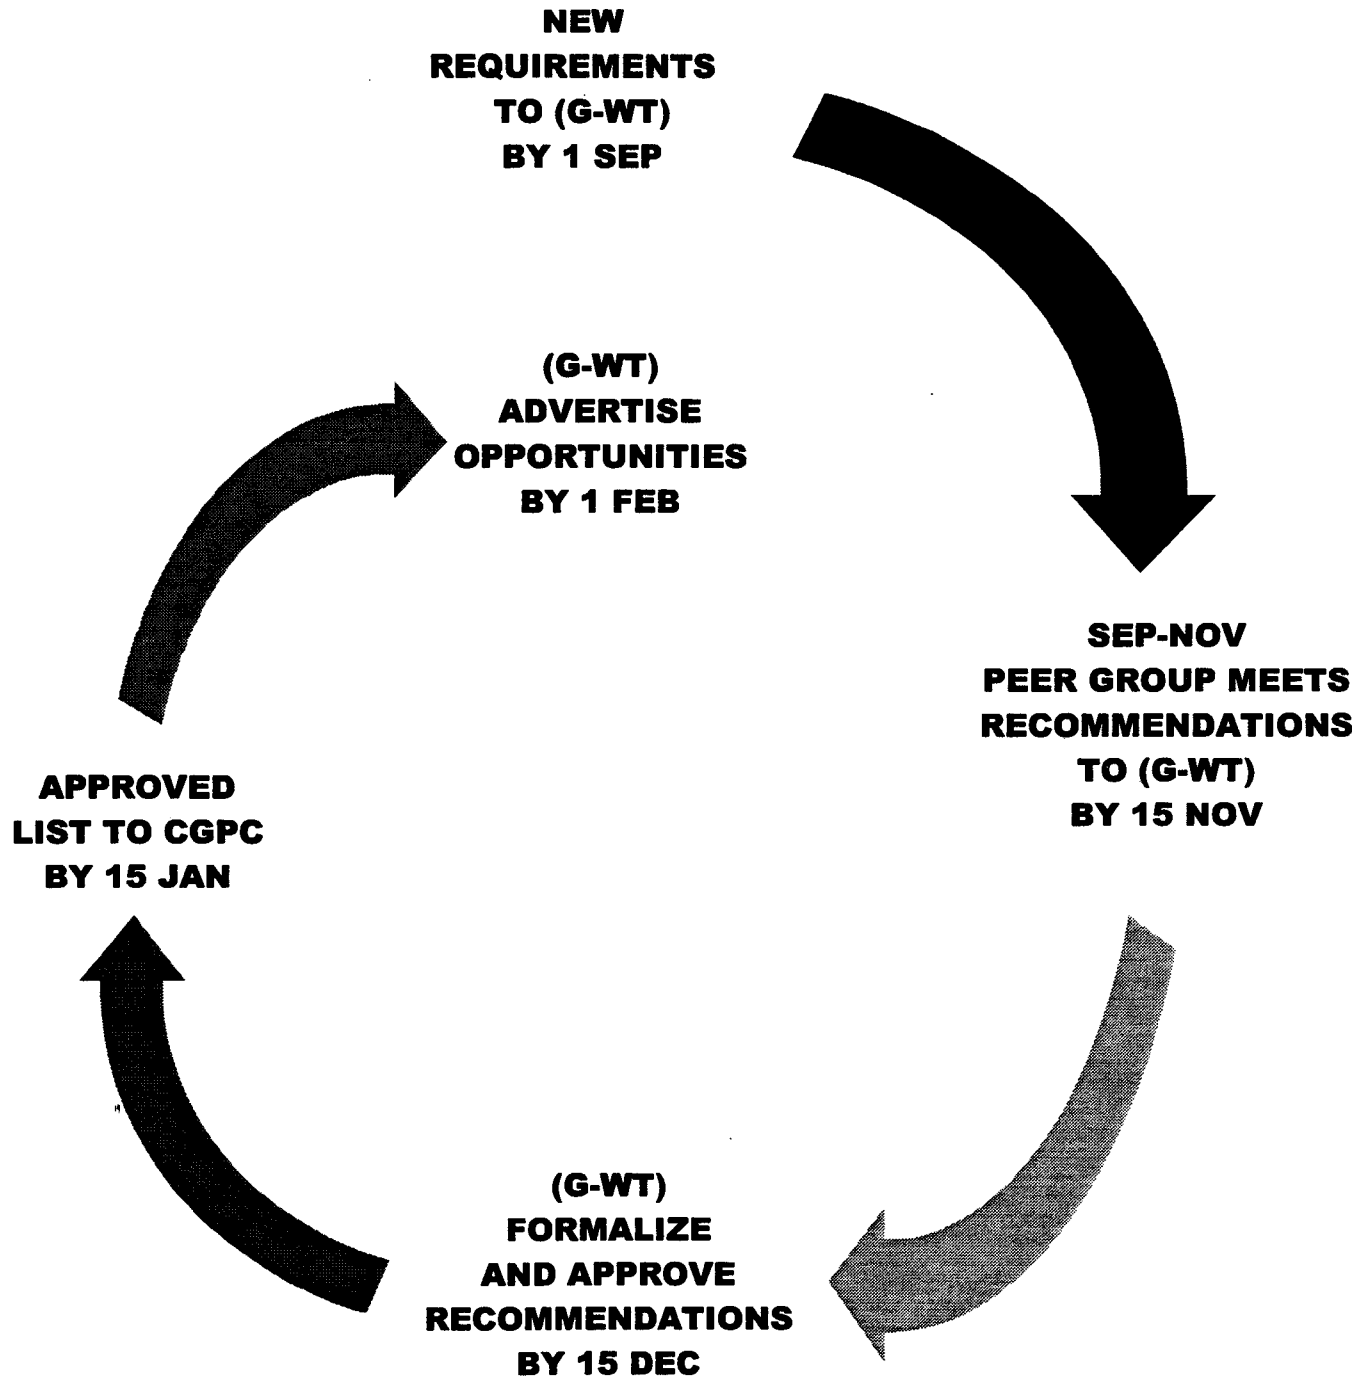 NEW
REQUIREMENTS
TO (G-WT)
BY 1 SEP
(G-WT)
ADVERTISE
OPPORTUNITIES
BY 1 FEB
SEP-NOV
PEER GROUP MEETS
RECOMMENDATIONS
TO (G-WT)
BY 15 NOV
APPROVED
LIST TO CGPC
BY 15 JAN
(G-WT)
FORMALIZE
AND APPROVE
RECOMMENDATIONS
BY 15 DEC